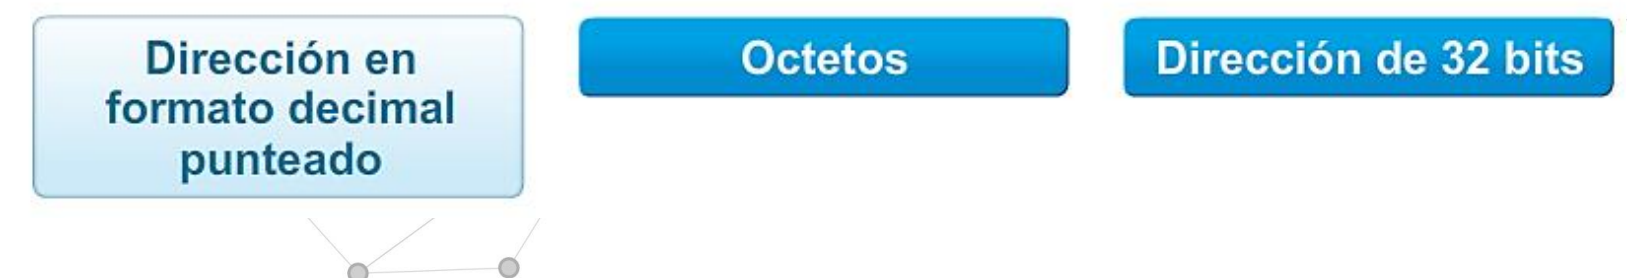 Dirección en
formato decimal
punteado
Octetos
Dirección de 32 bits